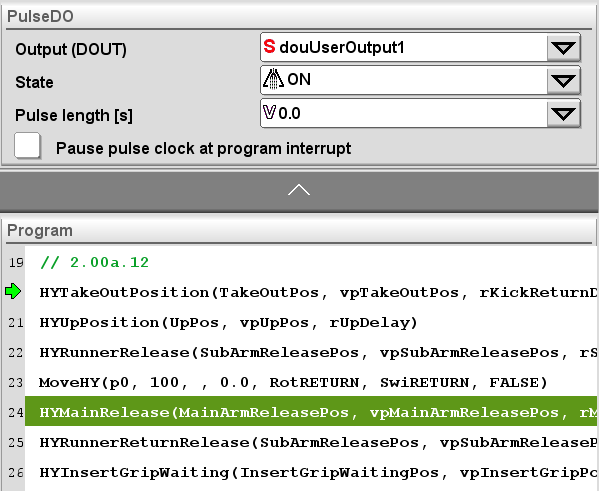 PulseDO
Output (DOUT) S douUserOutput1
State ON
Pulse length [s] 0.0
Pause pulse clock at program interrupt
Program
19 // 2.00a.12
HYTakeOutPosition(TakeOutPos, vpTakeOutPos, rKickReturnD
21 HYUpPosition(UpPos, vpUpPos, rUpDelay)
22 HYRunnerRelease(SubArmReleasePos, vpSubArmReleasePos, rS
23 MoveHY(p0, 100, , 0.0, RotRETURN, SwiRETURN, FALSE)
24 HYMainRelease(MainArmReleasePos, vpMainArmReleasePos, rM
25 HYRunnerReturnRelease(SubArmReleasePos, vpSubArmReleaseP
26 HYInsertGripWaiting(InsertGripWaitingPos, vpInsertGripPo